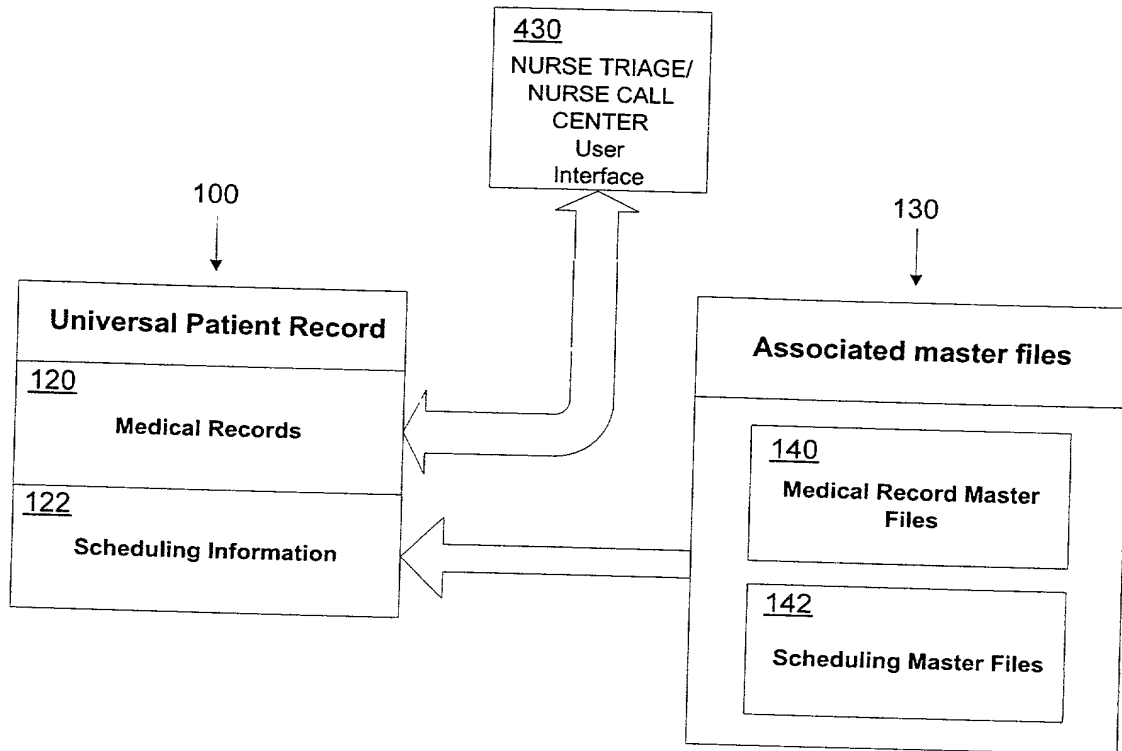 430
NURSE TRIAGE/
NURSE CALL
CENTER
User
Interface
100
130
Universal Patient Record
120
Medical Records
122
Scheduling Information
Associated master files
140
Medical Record Master
Files
142
Scheduling Master Files